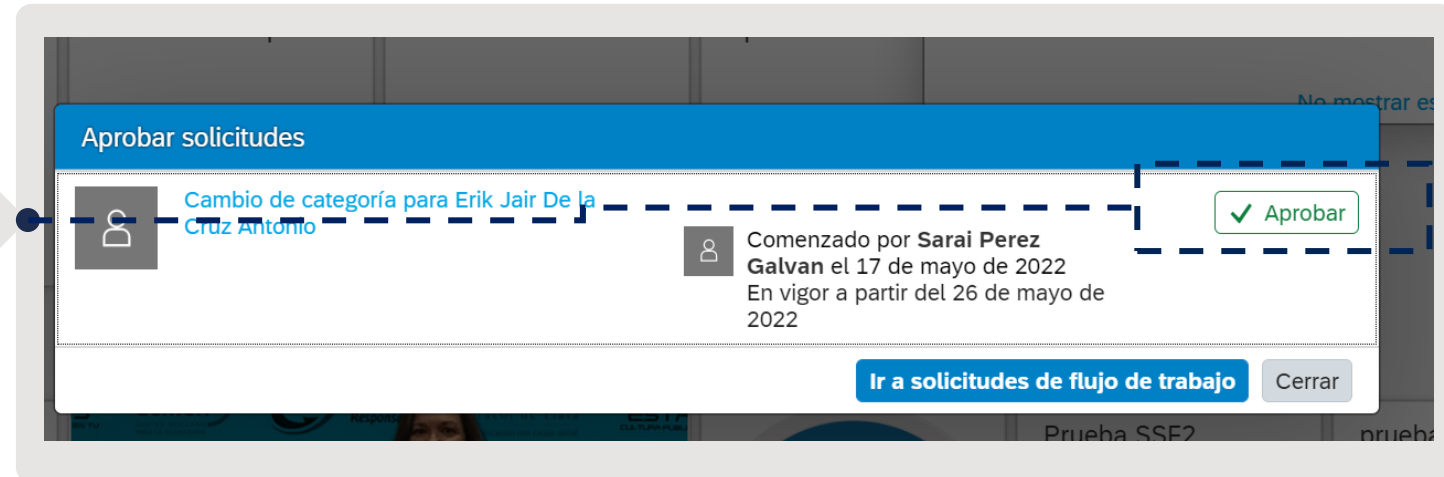 No mostrar es
Aprobar solicitudes
Cambio de categoría para Erik Jair De la
Cruz Antonio
Aprobar
Comenzado por Sarai Perez
Galvan el 17 de mayo de 2022
En vigor a partir del 26 de mayo de
2022
Ir a solicitudes de flujo de trabajo
Cerrar
Prueba SSF2
prueba